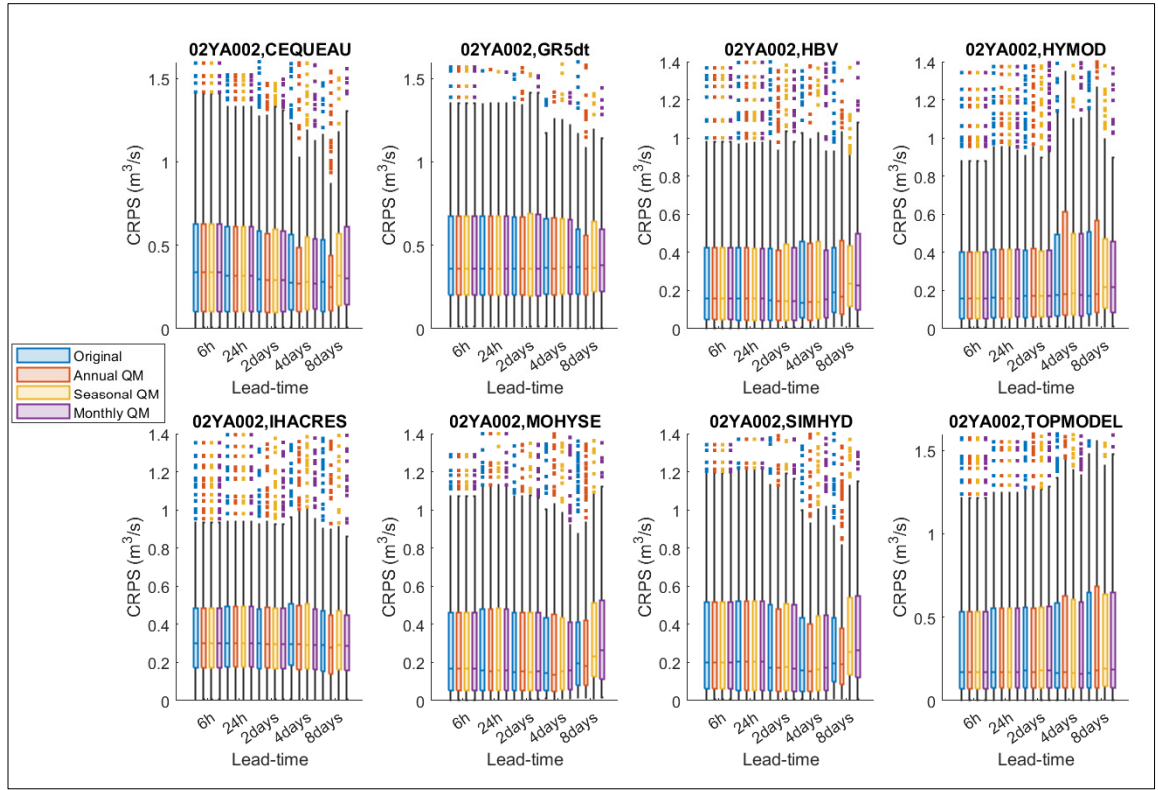 02YA002,CEQUEAU
02YA002,GR5dt
02YA002,HBV
02YA002,HYMOD
CRPS (m³/s)
1.5
1
0.5
0
6h
24h
2days
4days
8days
Lead-time
CRPS (m³/s)
1.5
1
0.5
0
6h
24h
2days
4days
8days
Lead-time
CRPS (m³/s)
1.4
1.2
1
0.8
0.6
0.4
0.2
0
6h
24h
2days
4days
8days
Lead-time
CRPS (m³/s)
1.4
1.2
1
0.8
0.6
0.4
0.2
0
6h
24h
2days
4days
8days
Lead-time
Original
Annual QM
Seasonal QM
Monthly QM
02YA002,IHACRES
02YA002,MOHYSE
02YA002,SIMHYD
02YA002,TOPMODEL
CRPS (m³/s)
1.4
1.2
1
0.8
0.6
0.4
0.2
0
6h
24h
2days
4days
8days
Lead-time
CRPS (m³/s)
1.4
1.2
1
0.8
0.6
0.4
0.2
0
6h
24h
2days
4days
8days
Lead-time
CRPS (m³/s)
1.4
1.2
1
0.8
0.6
0.4
0.2
0
6h
24h
2days
4days
8days
Lead-time
CRPS (m³/s)
1.5
1
0.5
0
6h
24h
2days
4days
8days
Lead-time